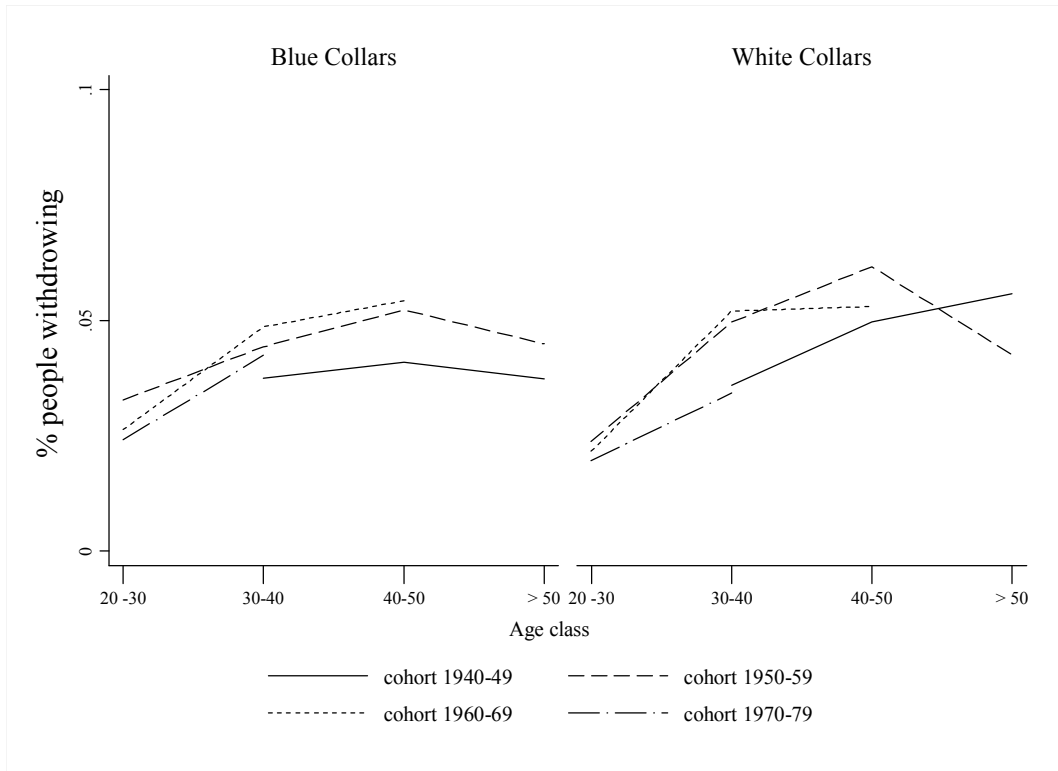 Blue Collars
White Collars
% people withdrowing
.1
.05
0
20 -30
30-40
40-50
> 50
20 -30
30-40
40-50
> 50
Age class
cohort 1940-49
cohort 1950-59
cohort 1960-69
cohort 1970-79